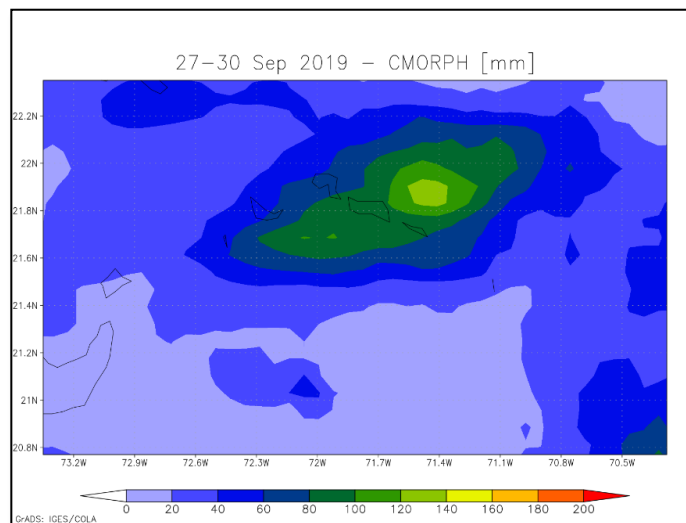 27-30 Sep 2019 - CMORPH [mm]
22.2N
22N
21.8N
21.6N
21.4N
21.2N
21N
20.8N
73.2W 72.9W 72.6W 72.3W 72W 71.7W 71.4W 71.1W 70.8W 70.5W
0 20 40 60 80 100 120 140 160 180 200
GrADS: IGES/COLA